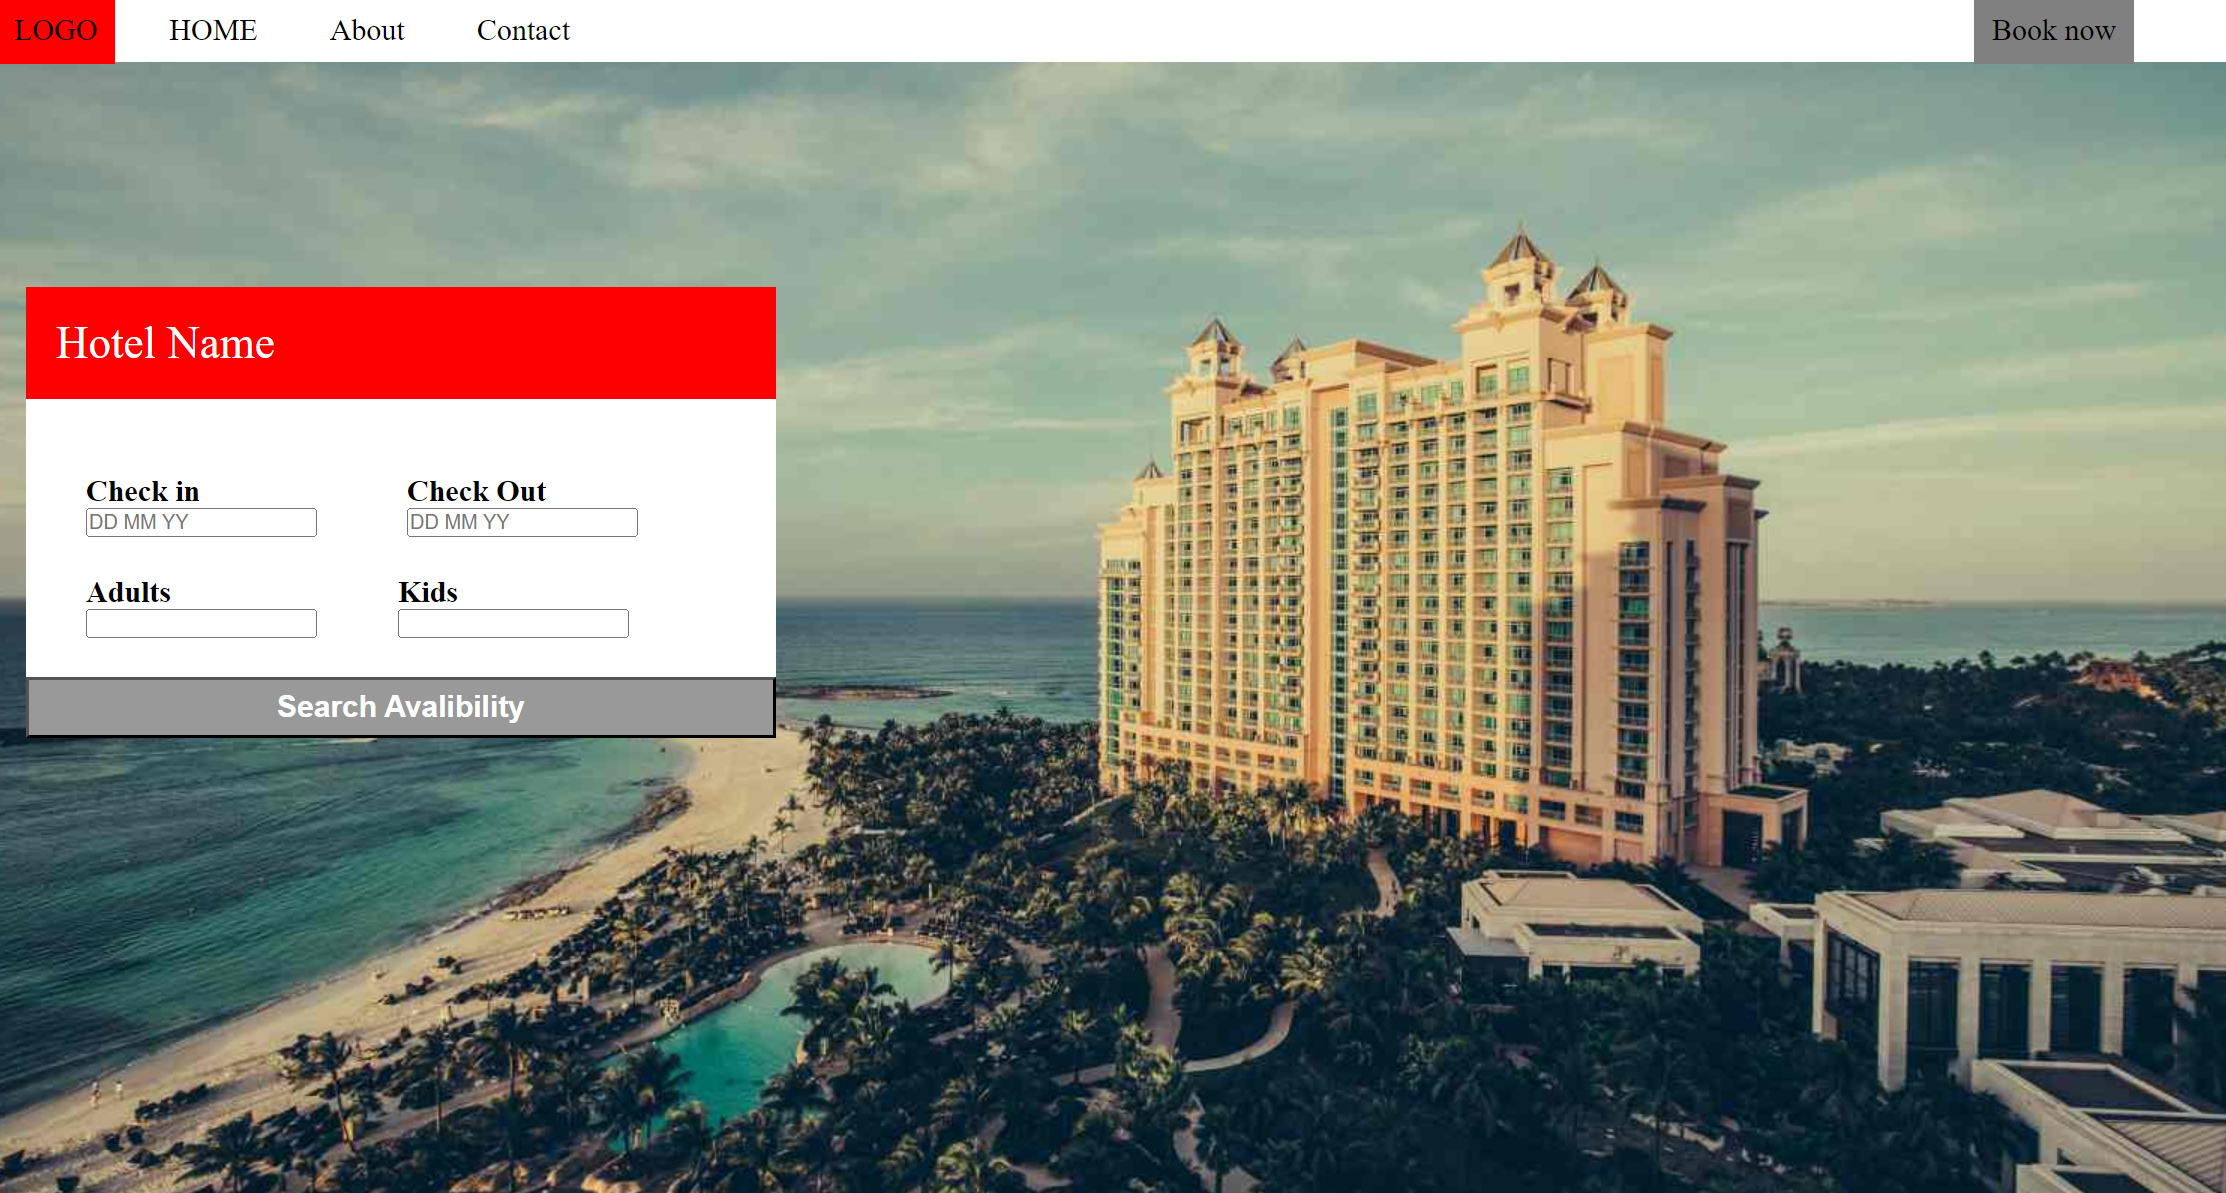 LOGO HOME About Contact Book now
Hotel Name
Check in Check Out
DD MM YY DD MM YY
Adults Kids
Search Avalibility